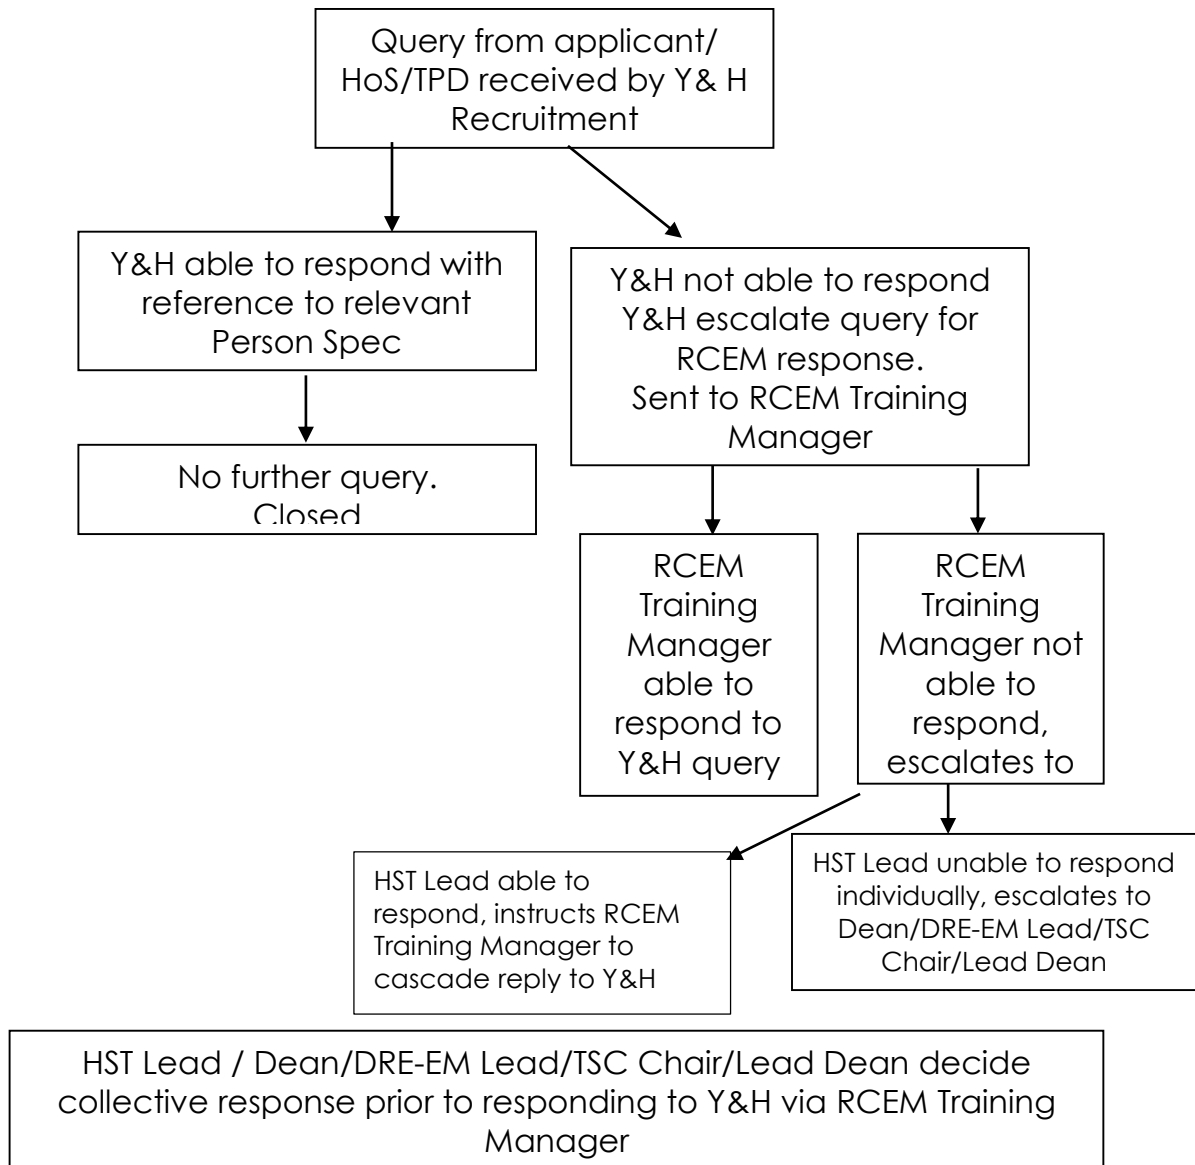 Query from applicant/
HoS/TPD received by Y& H
Recruitment
Y&H able to respond with
reference to relevant
Person Spec
Y&H not able to respond
Y&H escalate query for
RCEM response.
Sent to RCEM Training
Manager
No further query.
Closed
RCEM
Training
Manager
able to
respond to
Y&H query
RCEM
Training
Manager not
able to
respond,
escalates to
HST Lead able to
respond, instructs RCEM
Training Manager to
cascade reply to Y&H
HST Lead unable to respond
individually, escalates to
Dean/DRE-EM Lead/TSC
Chair/Lead Dean
HST Lead / Dean/DRE-EM Lead/TSC Chair/Lead Dean decide
collective response prior to responding to Y&H via RCEM Training
Manager